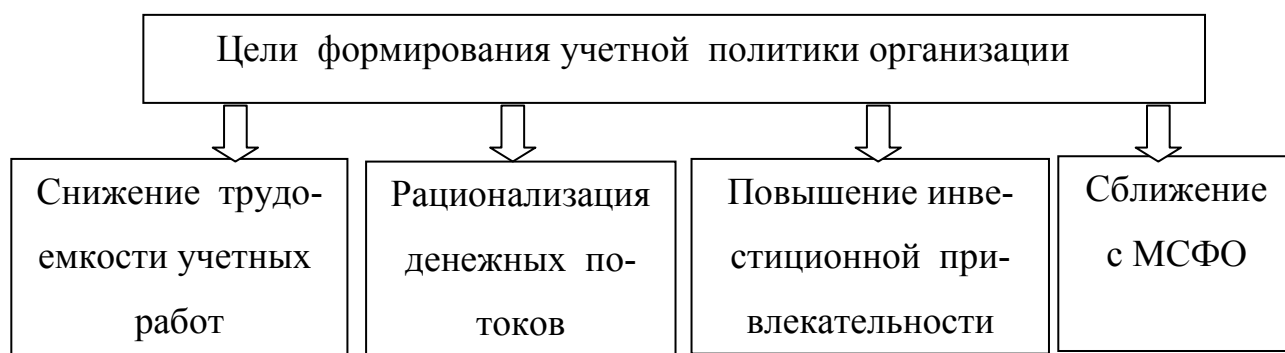 Цели формирования учетной политики организации
Снижение трудо-
емкости учетных
работ
Рационализация
денежных по-
токов
Повышение инве-
стиционной при-
влекательности
Сближение
с МСФО